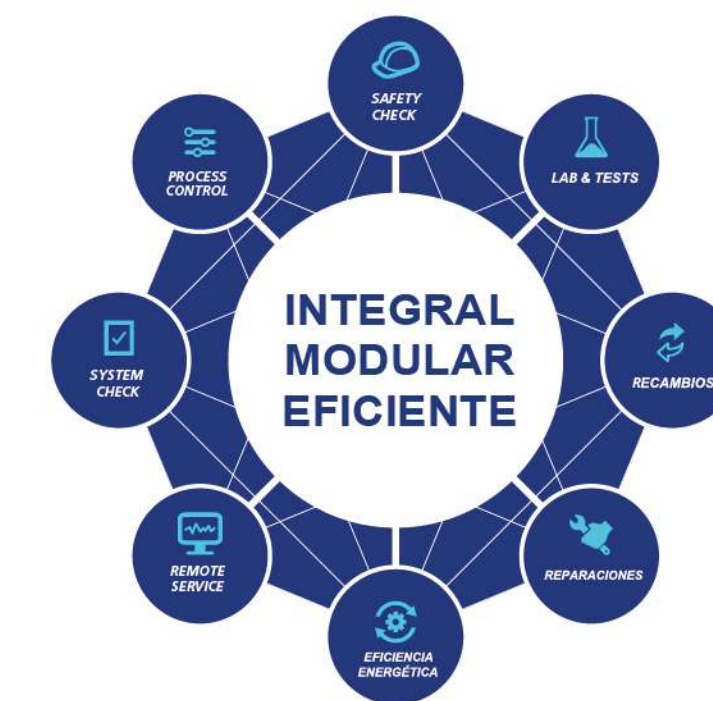 SAFETY
CHECK
LAB & TESTS
RECAMBIOS
REPARACIONES
EFICIENCIA
ENERGÉTICA
REMOTE
SERVICE
SYSTEM
CHECK
PROCESS
CONTROL
INTEGRAL
MODULAR
EFICIENTE